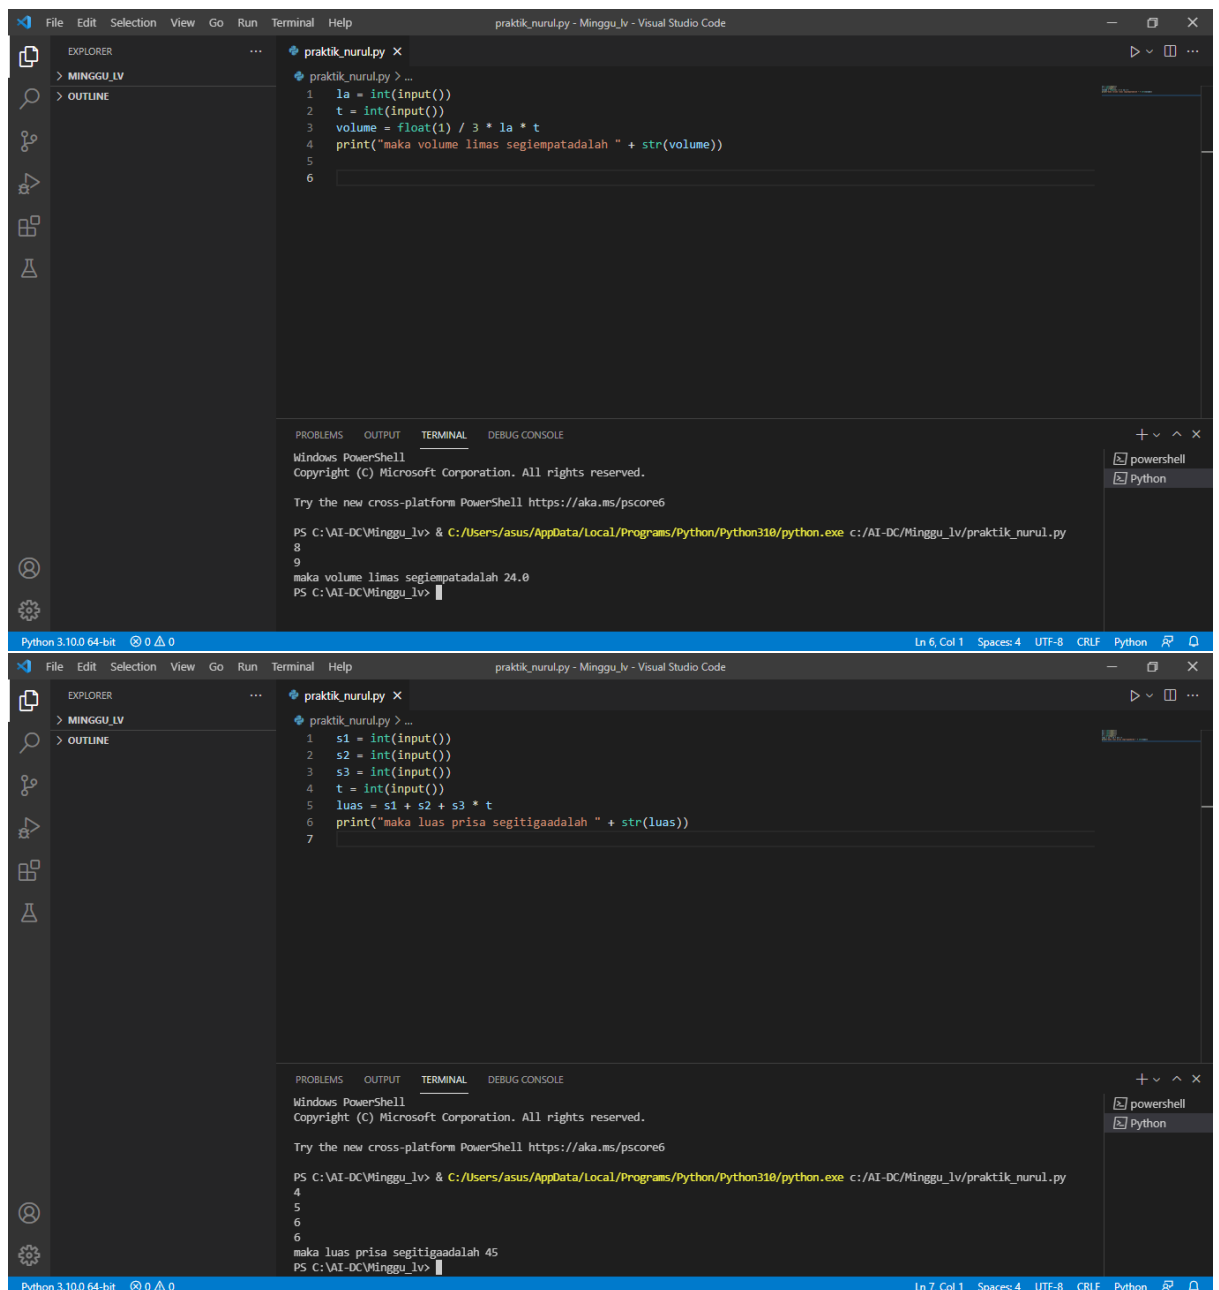 File Edit Selection View Go Run Terminal Help praktik_nurul.py - Minggu_lv - Visual Studio Code
EXPLORER ... praktik_nurul.py
> MINGGU_LV praktik_nurul.py > ...
> OUTLINE
1 la = int(input())
2 t = int(input())
3 volume = float(1) / 3 * la * t
4 print("maka volume limas segiempatadalah " + str(volume))
5
6
PROBLEMS OUTPUT TERMINAL DEBUG CONSOLE
Windows PowerShell
Copyright (C) Microsoft Corporation. All rights reserved.
Try the new cross-platform PowerShell https://aka.ms/pscore6
PS C:\AI-DC\Minggu_lv> & C:/Users/asus/AppData/Local/Programs/Python/Python310/python.exe c:/AI-DC/Minggu_lv/praktik_nurul.py
8
9
maka volume limas segiempatadalah 24.0
PS C:\AI-DC\Minggu_lv>
powershell
Python
Python 3.10.0 64-bit 0 0 Ln 6, Col 1 Spaces: 4 UTF-8 CRLF Python
File Edit Selection View Go Run Terminal Help praktik_nurul.py - Minggu_lv - Visual Studio Code
EXPLORER ... praktik_nurul.py
> MINGGU_LV praktik_nurul.py > ...
> OUTLINE
1 s1 = int(input())
2 s2 = int(input())
3 s3 = int(input())
4 t = int(input())
5 luas = s1 + s2 + s3 * t
6 print("maka luas prisa segitigaadalah " + str(luas))
7
PROBLEMS OUTPUT TERMINAL DEBUG CONSOLE
Windows PowerShell
Copyright (C) Microsoft Corporation. All rights reserved.
Try the new cross-platform PowerShell https://aka.ms/pscore6
PS C:\AI-DC\Minggu_lv> & C:/Users/asus/AppData/Local/Programs/Python/Python310/python.exe c:/AI-DC/Minggu_lv/praktik_nurul.py
4
5
6
6
maka luas prisa segitigaadalah 45
PS C:\AI-DC\Minggu_lv>
powershell
Python
Python 3.10.0 64-bit 0 0 Ln 7, Col 1 Spaces: 4 UTF-8 CRLF Python